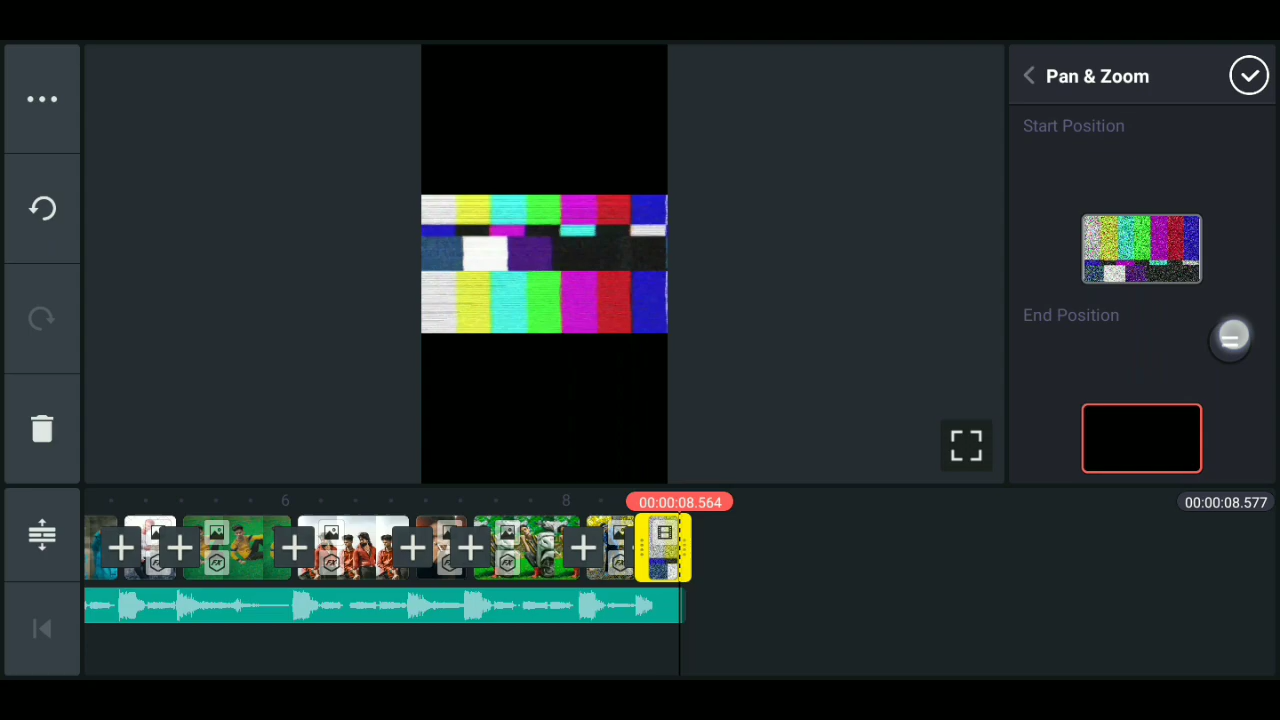 Pan & Zoom
Start Position
End Position
6
8
00:00:08.564
00:00:08.577